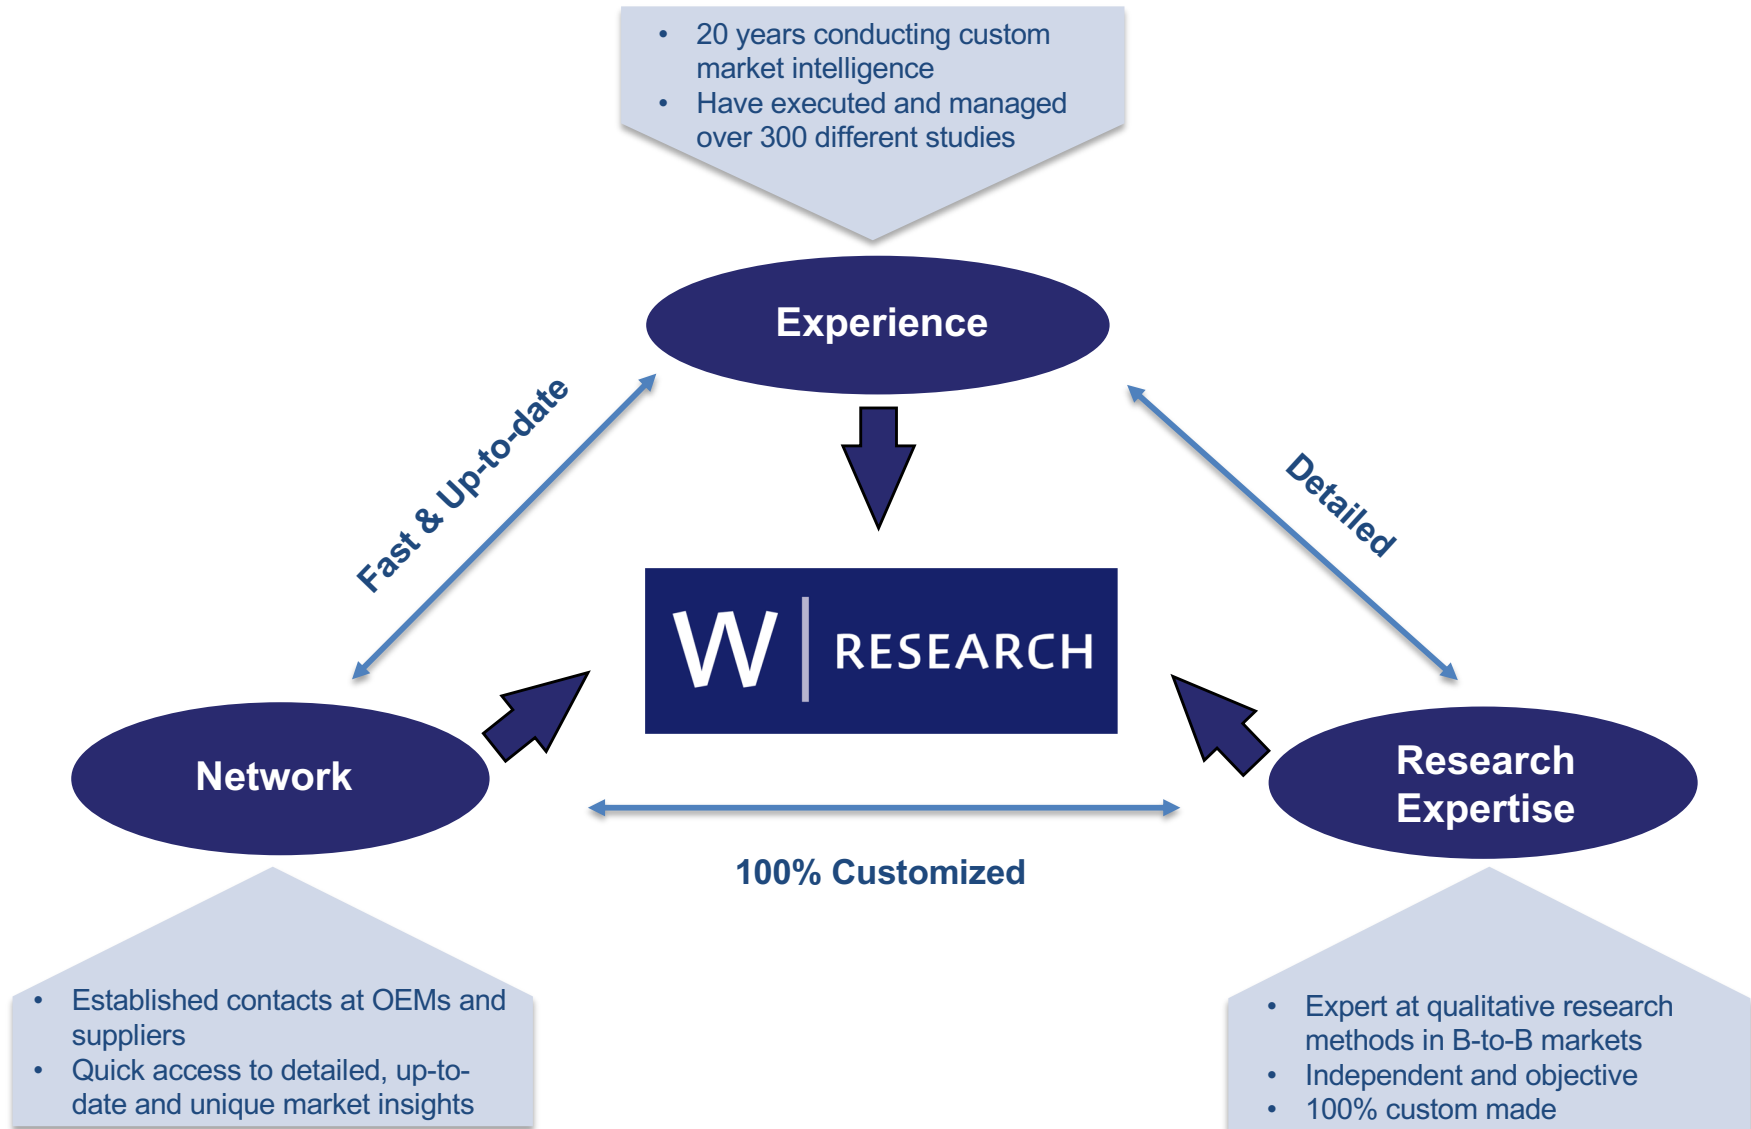 • 20 years conducting custom
market intelligence
• Have executed and managed
over 300 different studies
Experience
Fast & Up-to-date
Detailed
W | RESEARCH
Network
Research
Expertise
100% Customized
• Established contacts at OEMs and
suppliers
• Quick access to detailed, up-to-
date and unique market insights
• Expert at qualitative research
methods in B-to-B markets
• Independent and objective
• 100% custom made